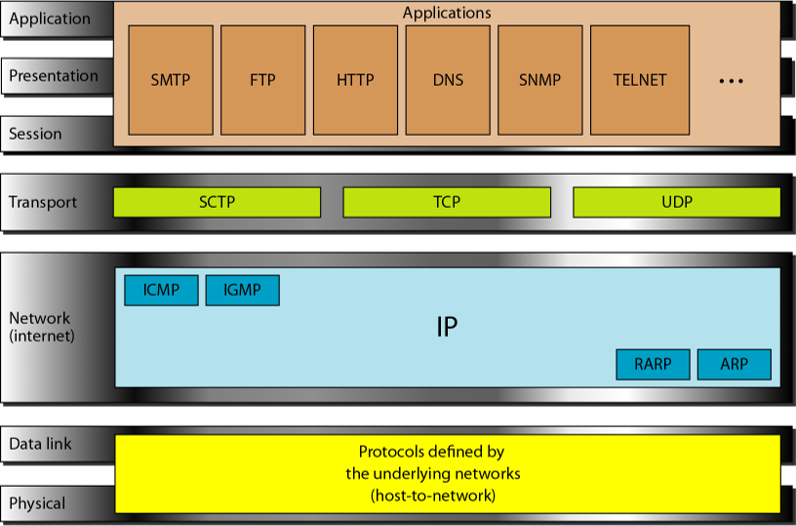 Application
Applications
Presentation
SMTP FTP HTTP DNS SNMP TELNET ...
Session
Transport
SCTP TCP UDP
Network
(internet)
ICMP IGMP
IP
RARP ARP
Data link
Protocols defined by
the underlying networks
(host-to-network)
Physical